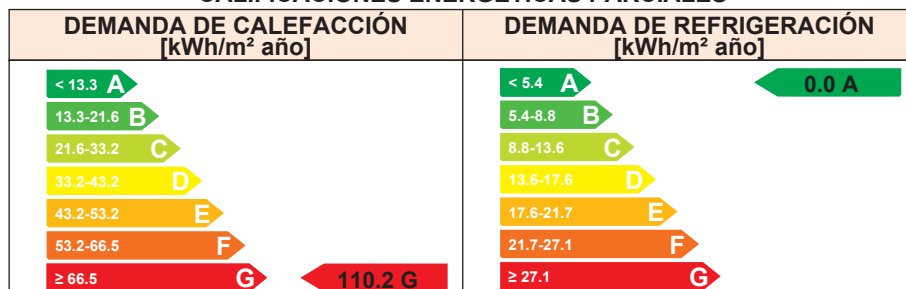 CALIFICACIONES ENERGÉTICAS PARCIALES
DEMANDA DE CALEFACCIÓN
[kWh/m² año]
< 13.3 A
13.3-21.6 B
21.6-33.2 C
33.2-43.2 D
43.2-53.2 E
53.2-66.5 F
≥ 66.5 G
110.2 G
DEMANDA DE REFRIGERACIÓN
[kWh/m² año]
< 5.4 A
0.0 A
5.4-8.8 B
8.8-13.6 C
13.6-17.6 D
17.6-21.7 E
21.7-27.1 F
≥ 27.1 G